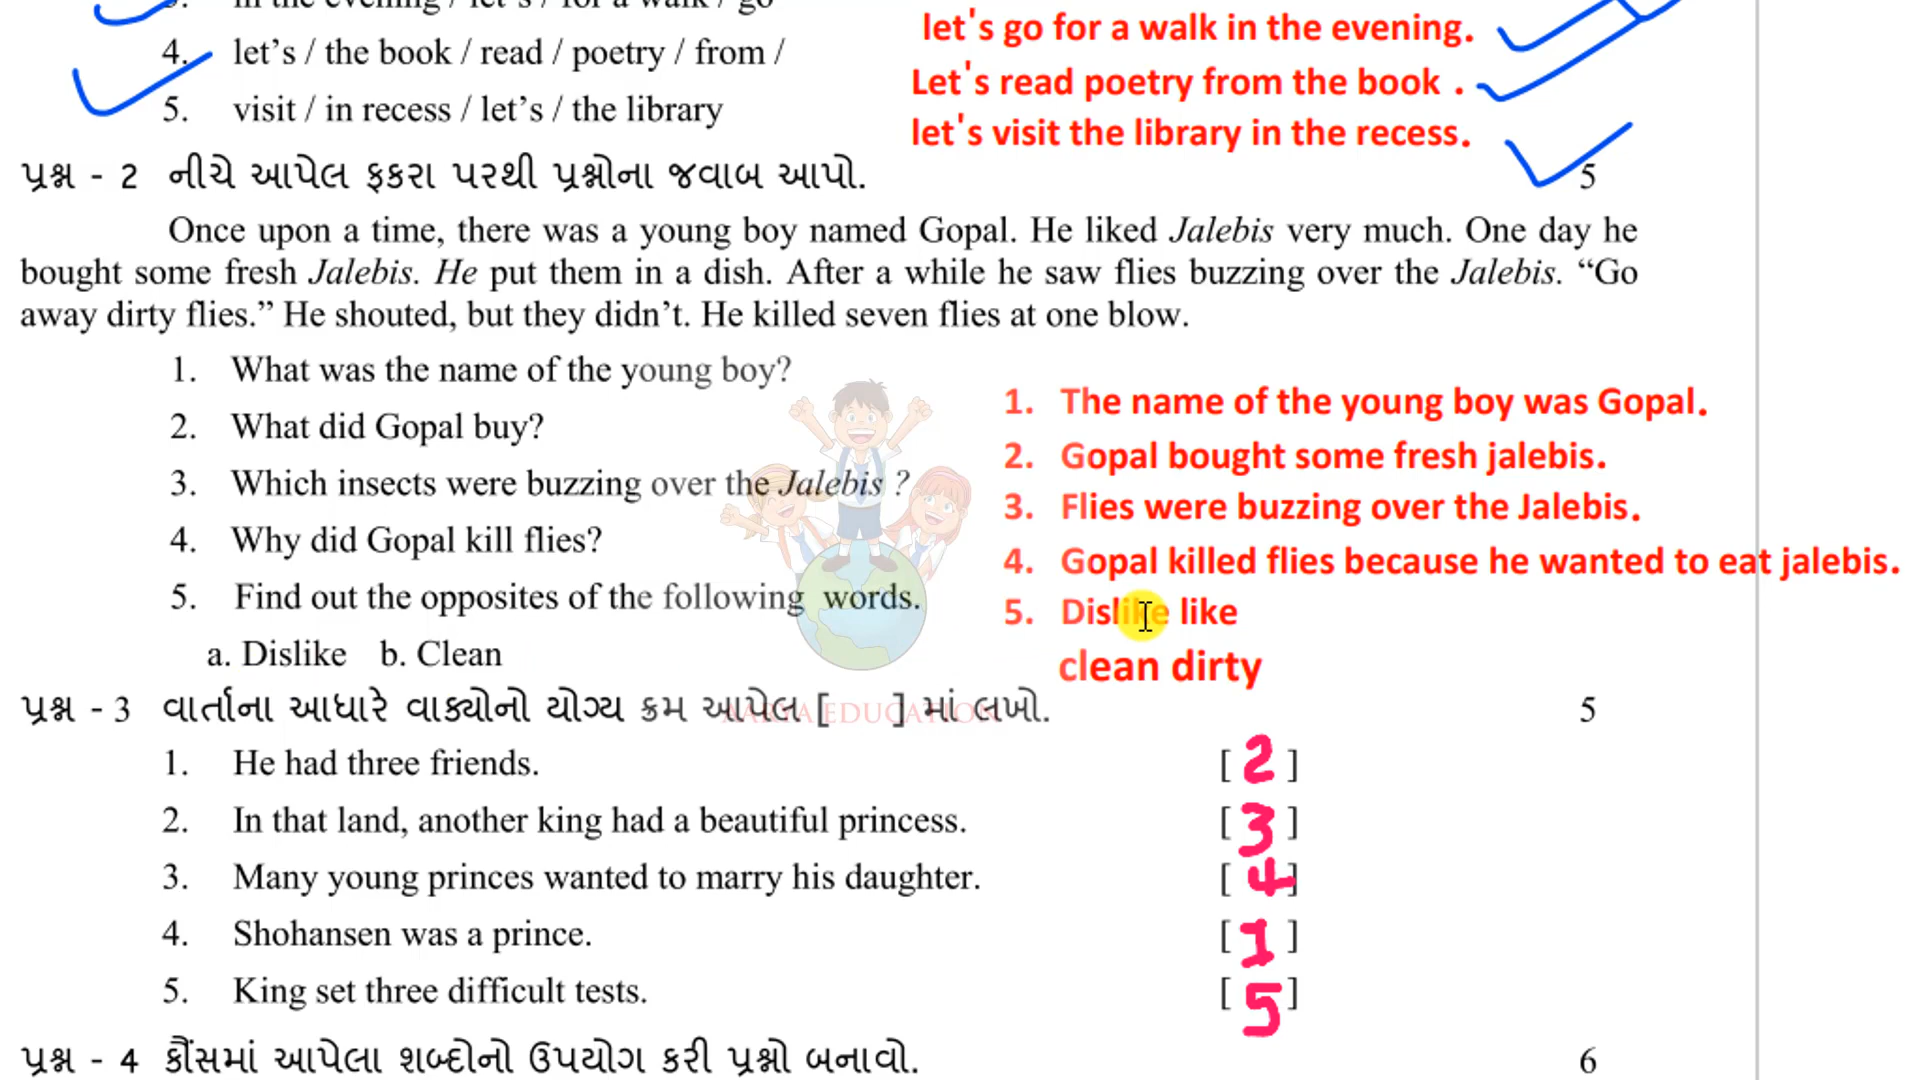 in the evening / let's / for a walk / go
let's go for a walk in the evening.
4. let's / the book / read / poetry / from /
Let's read poetry from the book .
5. visit / in recess / let's / the library
let's visit the library in the recess.
પ્રશ્ન - 2 નીચે આપેલ ફકરા પરથી પ્રશ્નોના જવાબ આપો. 5
Once upon a time, there was a young boy named Gopal. He liked Jalebis very much. One day he
bought some fresh Jalebis. He put them in a dish. After a while he saw flies buzzing over the Jalebis. “Go
away dirty flies.” He shouted, but they didn’t. He killed seven flies at one blow.
1. What was the name of the young boy?
2. What did Gopal buy?
3. Which insects were buzzing over the Jalebis ?
4. Why did Gopal kill flies?
5. Find out the opposites of the following words.
a. Dislike b. Clean
1. The name of the young boy was Gopal.
2. Gopal bought some fresh jalebis.
3. Flies were buzzing over the Jalebis.
4. Gopal killed flies because he wanted to eat jalebis.
5. Dislike like
clean dirty
AARYA EDUCATION
પ્રશ્ન - 3 વાર્તાના આધારે વાક્યોનો યોગ્ય ક્રમ આપેલ [ ] માં લખો. 5
1. He had three friends. [ 2 ]
2. In that land, another king had a beautiful princess. [ 3 ]
3. Many young princes wanted to marry his daughter. [ 4 ]
4. Shohansen was a prince. [ 1 ]
5. King set three difficult tests. [ 5 ]
પ્રશ્ન - 4 કૌંસમાં આપેલા શબ્દોનો ઉપયોગ કરી પ્રશ્નો બનાવો. 6